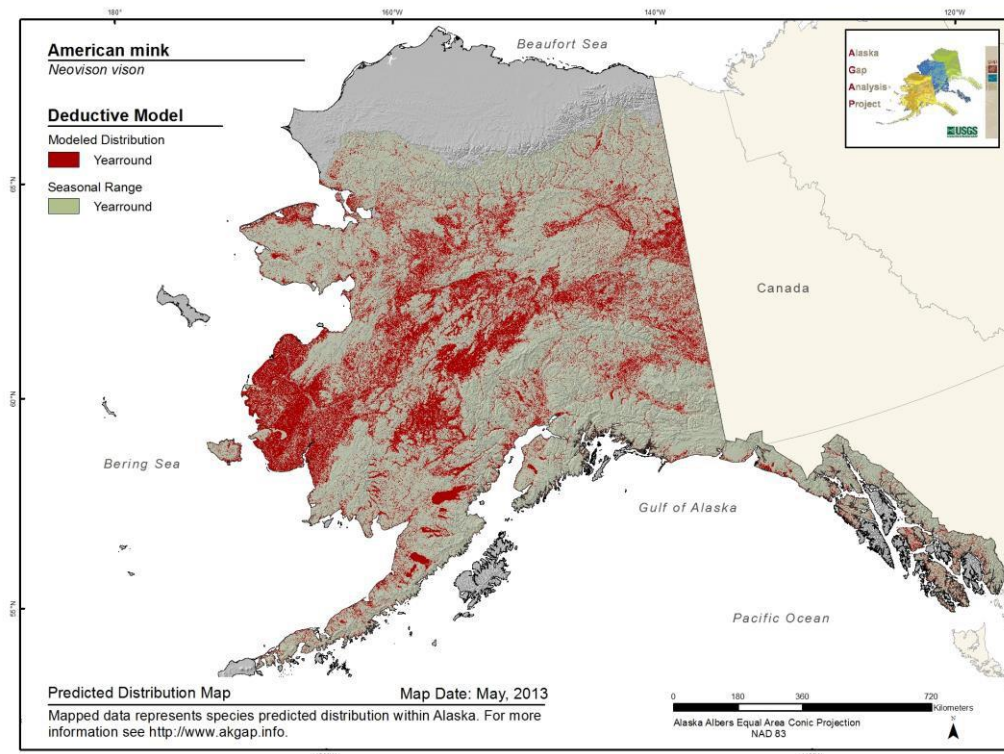 180°
160°W
140°W
120°W
American mink
Neovison vison
Beaufort Sea
Alaska
Gap
Analysis
Project
USGS
Deductive Model
Modeled Distribution
Yearround
Seasonal Range
Yearround
65°N
Canada
60°N
Bering Sea
Gulf of Alaska
55°N
Pacific Ocean
Predicted Distribution Map
Map Date: May, 2013
Mapped data represents species predicted distribution within Alaska. For more
information see http://www.akgap.info.
0 180 360 720
Kilometers
Alaska Albers Equal Area Conic Projection
NAD 83
N